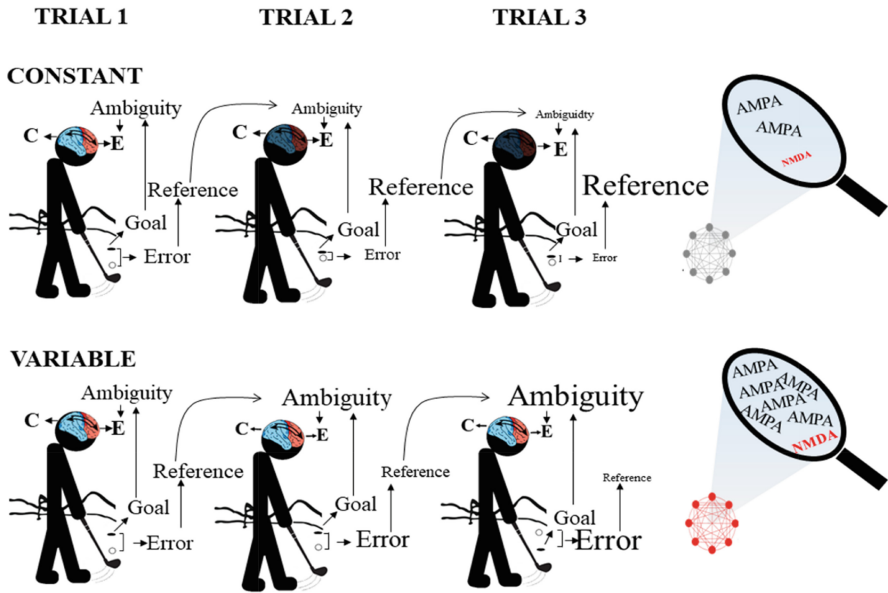 TRIAL 1
TRIAL 2
TRIAL 3
CONSTANT
Ambiguity
C
E
Reference
Goal
Error
Ambiguity
C
E
Reference
Goal
Error
Ambiguidty
C
E
Reference
Goal
Error
AMPA
AMPA
NMDA
VARIABLE
Ambiguity
C
E
Reference
Goal
Error
Ambiguity
C
E
Reference
Goal
Error
Ambiguity
C
E
Reference
Goal
Error
AMPA
AMPA
AMPA
AMPA
AMPA
AMPA
NMDA